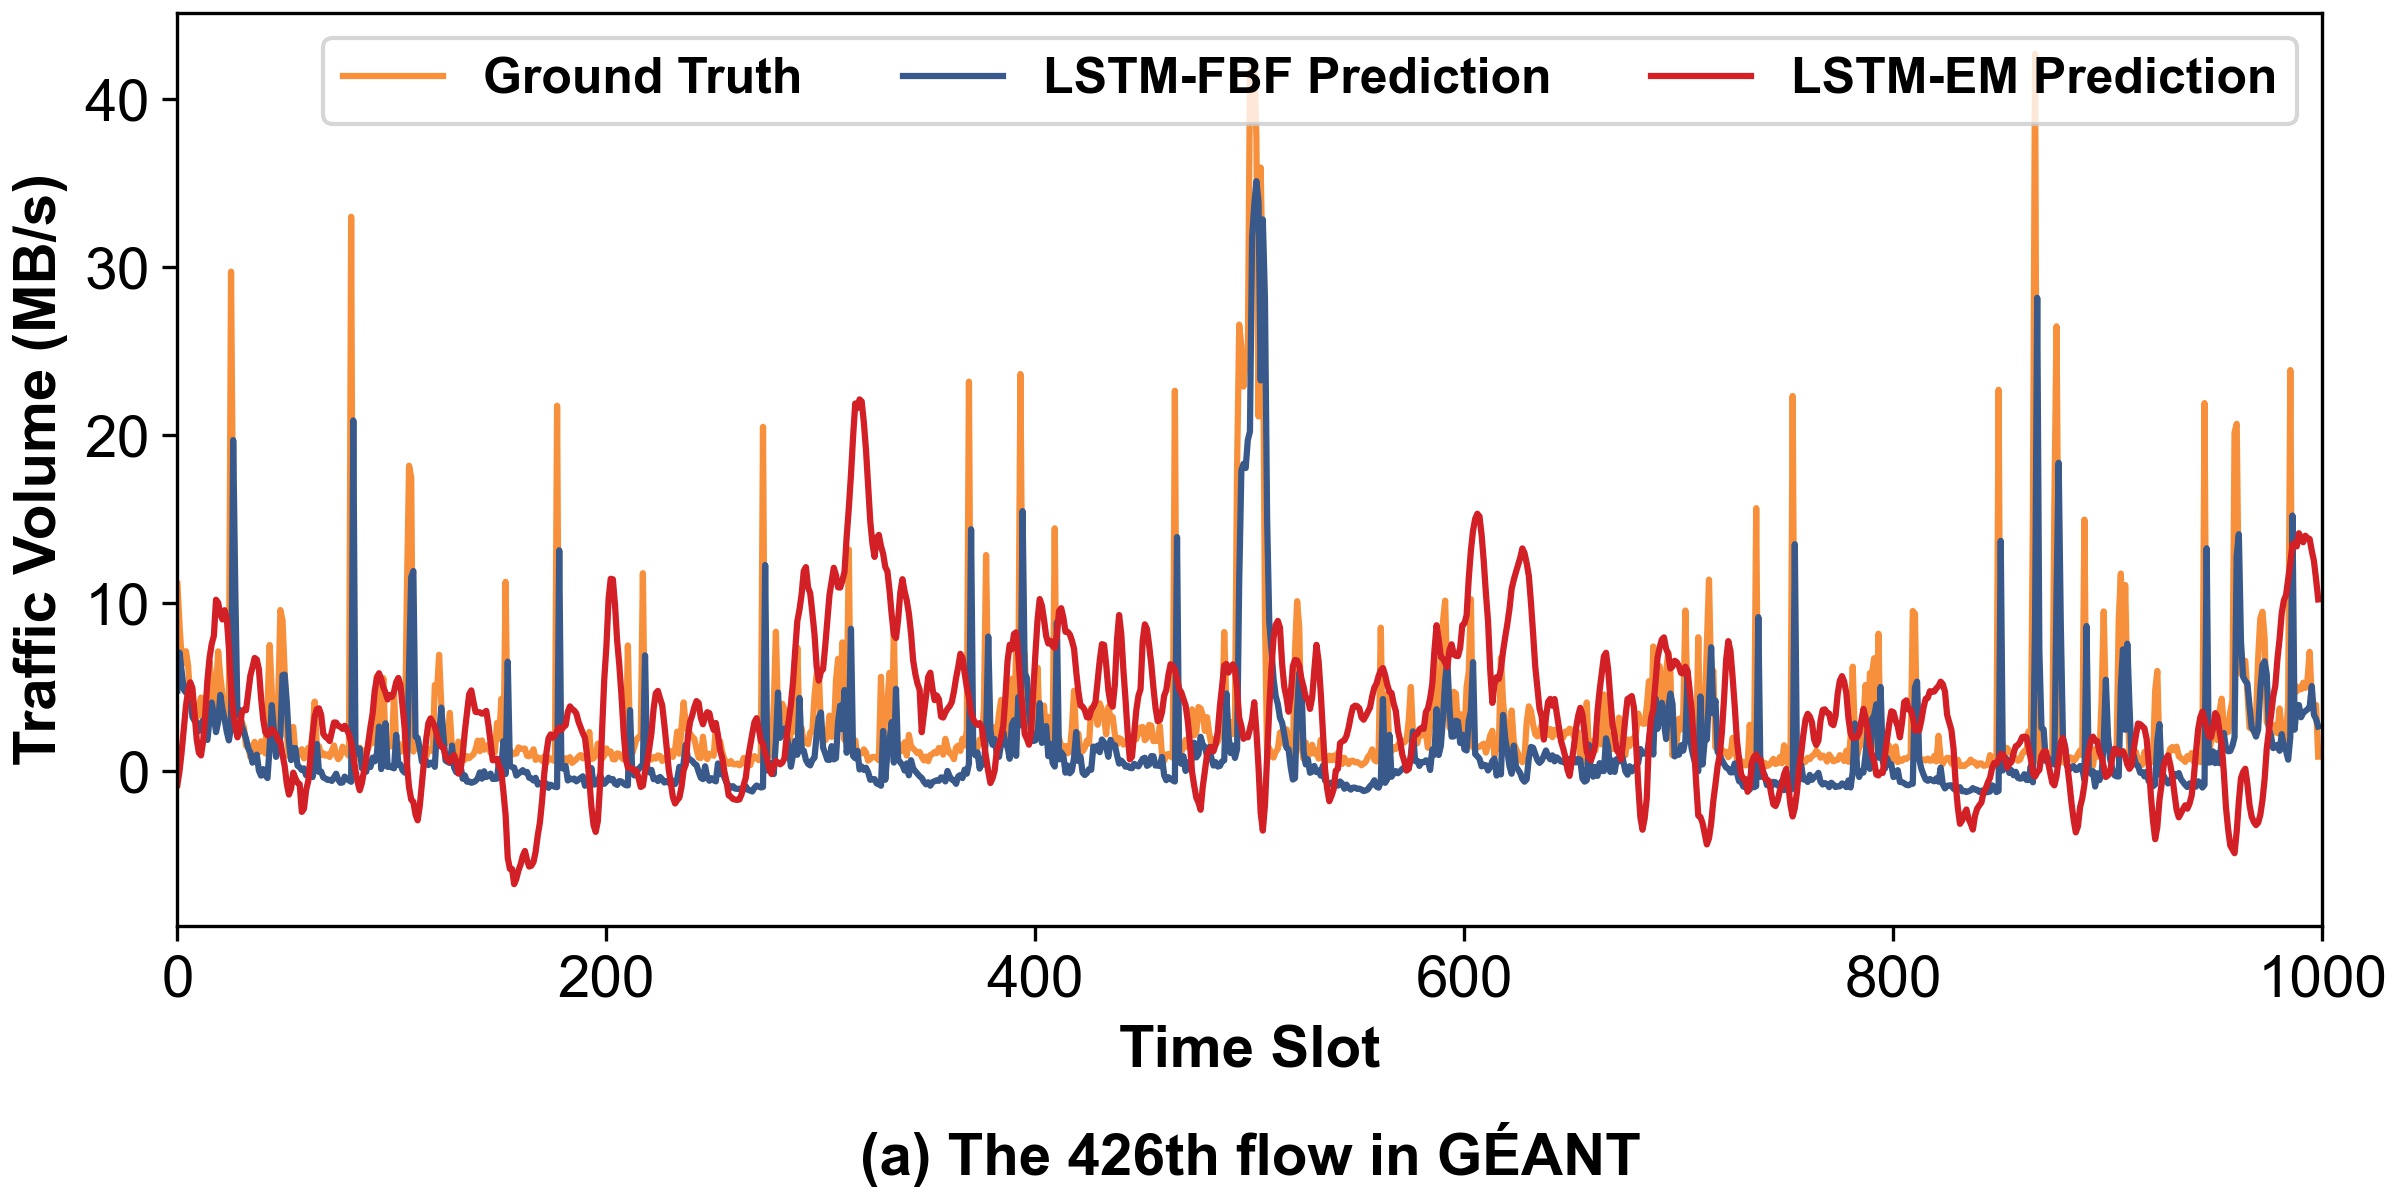 Ground Truth LSTM-FBF Prediction LSTM-EM Prediction
Traffic Volume (MB/s)
40
30
20
10
0
0 200 400 600 800 1000
Time Slot
(a) The 426th flow in GÉANT